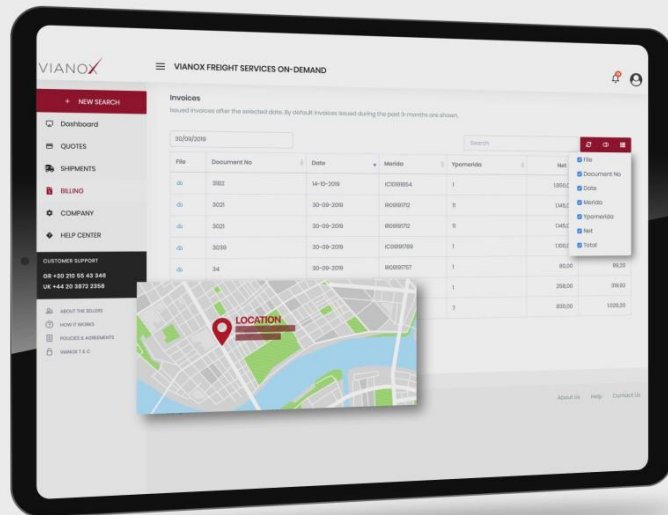 VIANOX
VIANOX FREIGHT SERVICES ON-DEMAND
+ NEW SEARCH
Dashboard
QUOTES
SHIPMENTS
BILLING
COMPANY
HELP CENTER
CUSTOMER SUPPORT
GR +30 210 55 43 346
UK +44 20 3872 2358
ABOUT THE SELLERS
HOW IT WORKS
POLICIES & AGREEMENTS
VIANOX T & C
Invoices
Issued invoices after the selected date. By default invoices issued during the past 3 months are shown.
30/09/2019
Search
File Document No Date Merida Ypomerida Net
3182 14-10-2019 1
3021 30-09-2019 11
3021 30-09-2019 11
3039 30-09-2019 1
34 30-09-2019 1
1
830,00
File
Document No
Date
Merida
Ypomerida
Net
Total
LOCATION
About Us Help Contact Us